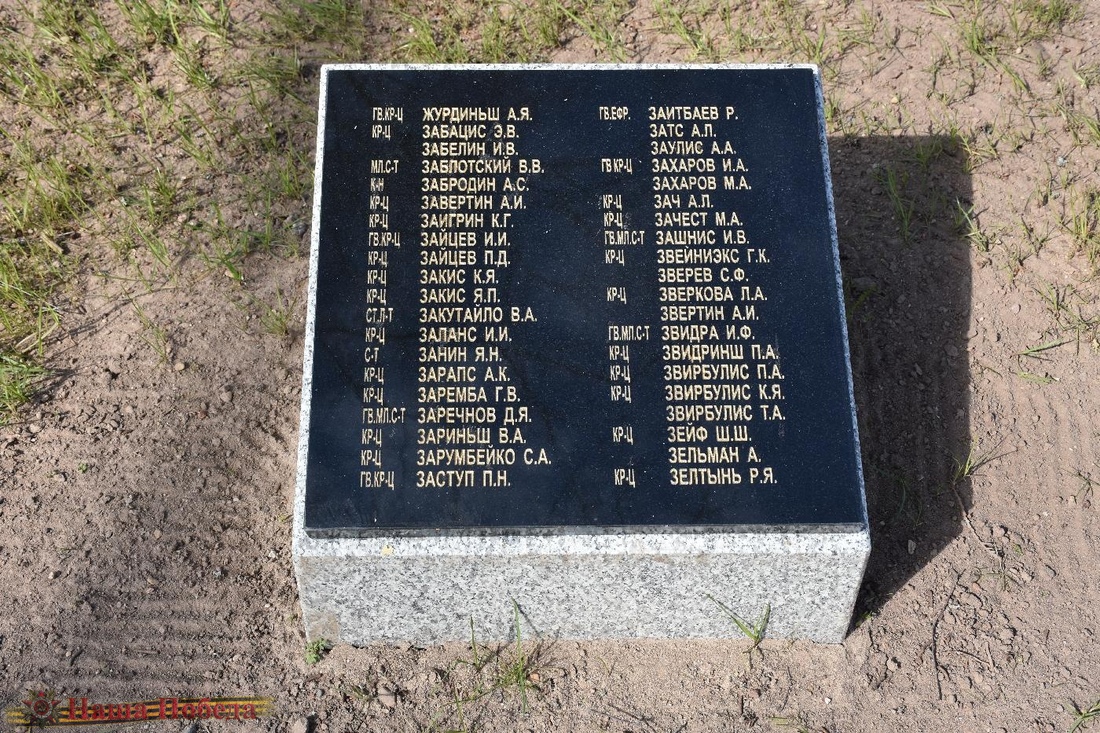 ГВ.КР-Ц ЖУРДИНЬШ А.Я.
КР-Ц ЗАБАЦИС Э.В.
ЗАБЕЛИН И.В.
МЛ.С-Т ЗАБЛОТСКИЙ В.В.
К-Н ЗАБРОДИН А.С.
КР-Ц ЗАВЕРТИН А.И.
КР-Ц ЗАИГРИН К.Г.
ГВ.КР-Ц ЗАЙЦЕВ И.И.
КР-Ц ЗАЙЦЕВ П.Д.
КР-Ц ЗАКИС К.Я.
КР-Ц ЗАКИС Я.П.
СТ.Л-Т ЗАКУТАЙЛО В.А.
КР-Ц ЗАЛАНС И.И.
С-Т ЗАНИН Я.Н.
КР-Ц ЗАРАПС А.К.
КР-Ц ЗАРЕМБА Г.В.
ГВ.МЛ.С-Т ЗАРЕЧНОВ Д.Я.
КР-Ц ЗАРИНЬШ В.А.
КР-Ц ЗАРУМБЕЙКО С.А.
ГВ.КР-Ц ЗАСТУП П.Н.
ГВ.ЕФР. ЗАИТБАЕВ Р.
ЗАТС А.П.
ЗАУЛИС А.А.
ГВ.КР-Ц ЗАХАРОВ И.А.
ЗАХАРОВ М.А.
КР-Ц ЗАЧ А.Л.
КР-Ц ЗАЧЕСТ М.А.
ГВ.МЛ.С-Т ЗАШНИС И.В.
КР-Ц ЗВЕЙНИЭКС Г.К.
ЗВЕРЕВ С.Ф.
КР-Ц ЗВЕРКОВА Л.А.
ЗВЕРТИН А.И.
ГВ.МЛ.С-Т ЗВИДРА И.Ф.
КР-Ц ЗВИДРИНШ П.А.
КР-Ц ЗВИРБУЛИС П.А.
КР-Ц ЗВИРБУЛИС К.Я.
ЗВИРБУЛИС Т.А.
КР-Ц ЗЕЙФ Ш.Ш.
ЗЕЛЬМАН А.
КР-Ц ЗЕЛТЫНЬ Р.Я.
Наша Победа